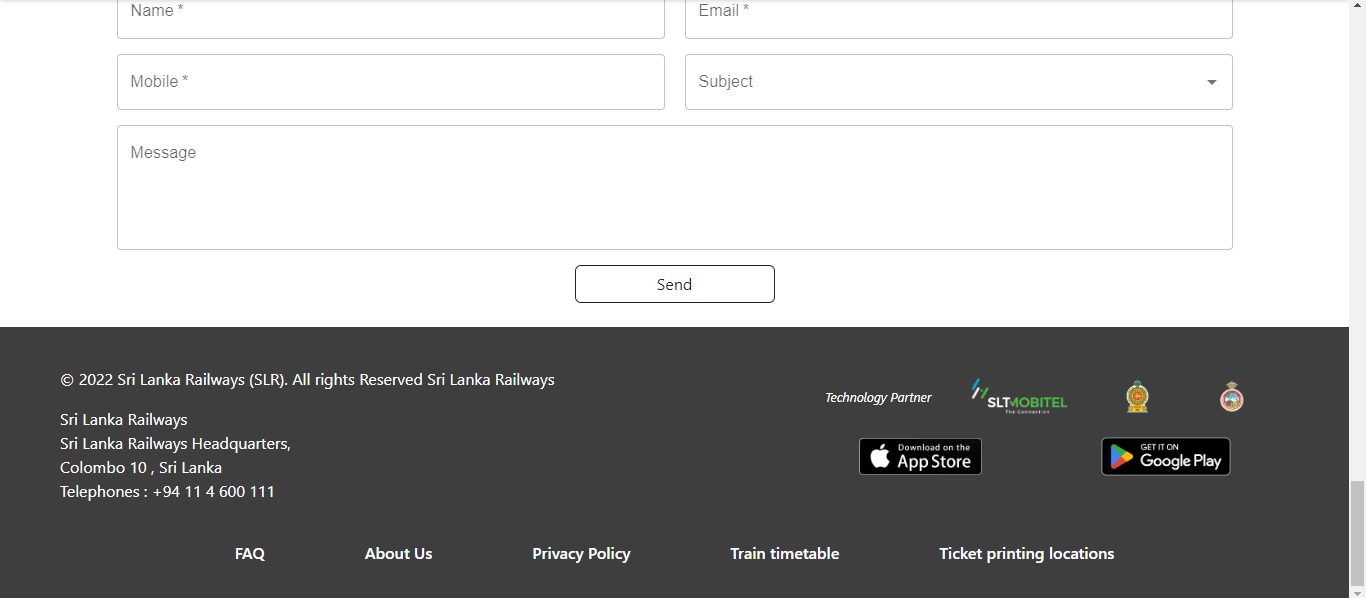 Name *
Email *
Mobile *
Subject
Message
Send
© 2022 Sri Lanka Railways (SLR). All rights Reserved Sri Lanka Railways
Sri Lanka Railways
Sri Lanka Railways Headquarters,
Colombo 10 , Sri Lanka
Telephones : +94 11 4 600 111
Technology Partner
SLTMOBITEL
The Connection
Download on the
App Store
GET IT ON
Google Play
FAQ
About Us
Privacy Policy
Train timetable
Ticket printing locations